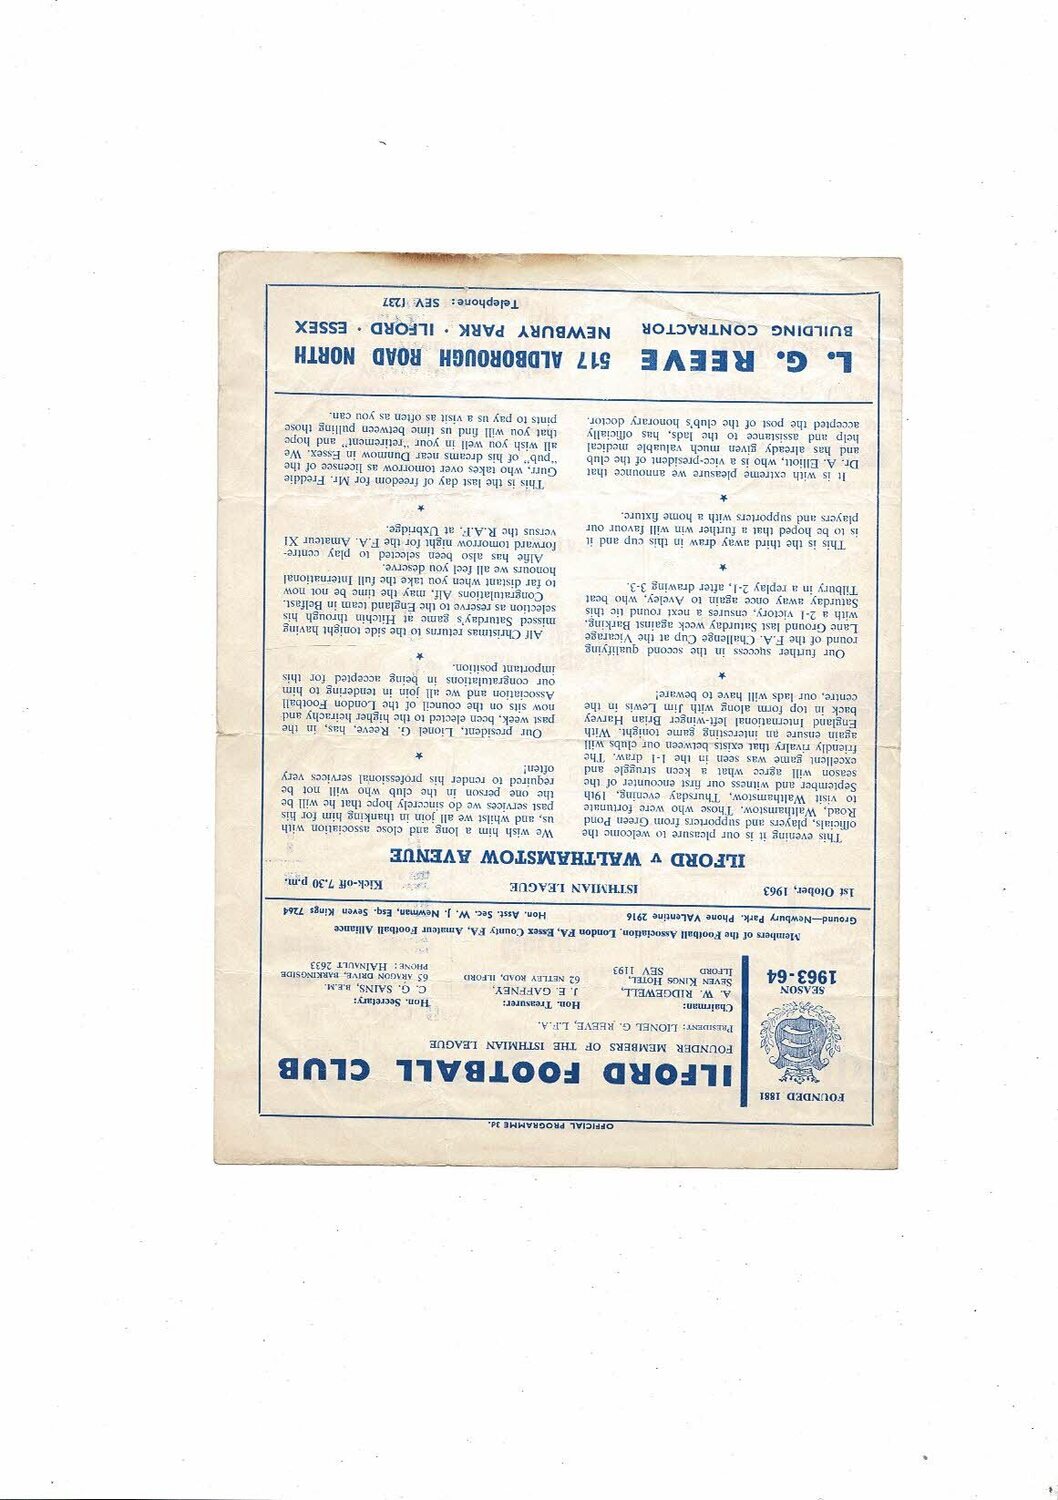 OFFICIAL PROGRAMME 3d.
FOUNDED 1881
SEASON
1963-64
ILFORD FOOTBALL CLUB
FOUNDER MEMBERS OF THE ISTHMIAN LEAGUE
PRESIDENT: LIONEL G. REEVE, L.F.A.
Chairman:
A. W. RIDGEWELL,
SEVEN KINGS HOTEL,
ILFORD SEV 1193
Hon. Treasurer:
J. E. GAFFNEY,
62 NETLEY ROAD, ILFORD
Hon. Secretary:
C. G. SAINS, B.E.M.
63 ARAGON DRIVE, BARKINGSIDE
PHONE: HAINAULT 2633
Members of the Football Association, London FA, Essex County FA, Amateur Football Alliance
Ground—Newbury Park. Phone VALentine 2916 Hon. Asst. Sec. W. J. Newman, Esq. Seven Kings 7264
1st Otober, 1963 ISTHMIAN LEAGUE Kick-off 7.30 p.m.
ILFORD v WALTHAMSTOW AVENUE
This evening it is our pleasure to welcome the
officials, players and supporters from Green Pond
Road, Walthamstow. Those who were fortunate
to visit Walthamstow, Thursday evening, 19th
September and witness our first encounter of the
season will agree what a keen struggle and
excellent game was seen in the 1-1 draw. The
friendly rivalry that exists between our clubs will
again ensure an interesting game tonight. With
England International left-winger Brian Harvey
back in top form along with Jim Lewis in the
centre, our lads will have to beware!
★
Our further success in the second qualifying
round of the F.A. Challenge Cup at the Vicarage
Lane Ground last Saturday week against Barking,
with a 2-1 victory, ensures a next round tie this
Saturday away once again to Aveley, who beat
Tilbury in a replay 2-1, after drawing 3-3.
★
This is the third away draw in this cup and it
is to be hoped that a further win will favour our
players and supporters with a home fixture.
★
It is with extreme pleasure we announce that
Dr. A. Elliott, who is a vice-president of the club
and has already given much valuable medical
help and assistance to the lads, has officially
accepted the post of the club's honorary doctor.
We wish him a long and close association with
us, and whilst we all join in thanking him for his
past services we do sincerely hope that he will be
the one person in the club who will not be
required to render his professional services very
often!
★
Our president, Lionel G. Reeve, has, in the
past week, been elected to the higher heirachy and
now sits on the council of the London Football
Association and we all join in tendering to him
our congratulations in being accepted for this
important position.
★
Alf Christmas returns to the side tonight having
missed Saturday's game at Hitchin through his
selection as reserve to the England team in Belfast.
Congratulations Alf, may the time be not now
to far distant when you take the full International
honours we all feel you deserve.
Alfie has also been selected to play centre-
forward tomorrow night for the F.A. Amateur XI
versus the R.A.F. at Uxbridge.
★
This is the last day of freedom for Mr. Freddie
Gurr, who takes over tomorrow as licensee of the
"pub" of his dreams near Dunmow in Essex. We
all wish you well in your "retirement" and hope
that you will find us time between pulling those
pints to pay us a visit as often as you can.
L. G. REEVE 517 ALDBOROUGH ROAD NORTH
BUILDING CONTRACTOR NEWBURY PARK · ILFORD · ESSEX
Telephone: SEV 1237